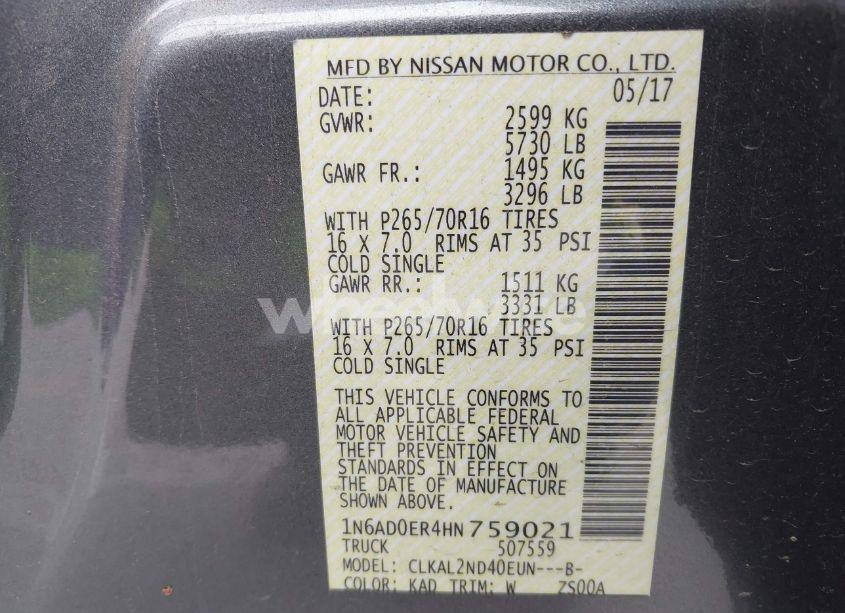 MFD BY NISSAN MOTOR CO., LTD.
DATE: 05/17
GVWR: 2599 KG
5730 LB
GAWR FR.: 1495 KG
3296 LB
WITH P265/70R16 TIRES
16 X 7.0 RIMS AT 35 PSI
COLD SINGLE
GAWR RR.: 1511 KG
3331 LB
WITH P265/70R16 TIRES
16 X 7.0 RIMS AT 35 PSI
COLD SINGLE
THIS VEHICLE CONFORMS TO
ALL APPLICABLE FEDERAL
MOTOR VEHICLE SAFETY AND
THEFT PREVENTION
STANDARDS IN EFFECT ON
THE DATE OF MANUFACTURE
SHOWN ABOVE.
1N6AD0ER4HN759021
TRUCK 507559
MODEL: CLKAL2ND40EUN---B-
COLOR: KAD TRIM: W ZS00A